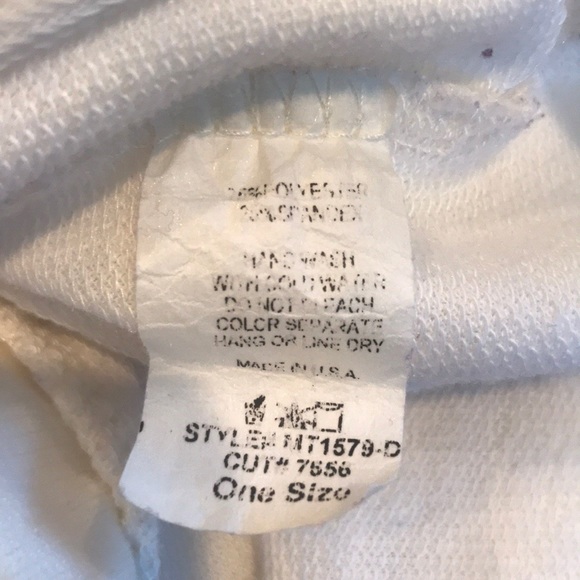 POLYESTER
SPANDEX
HAND WASH
WITH COLD WATER
DO NOT BLEACH
COLOR SEPARATE
HANG OR LINE DRY
MADE IN U.S.A.
STYLE# MT1579-D
CUT# 7656
One Size